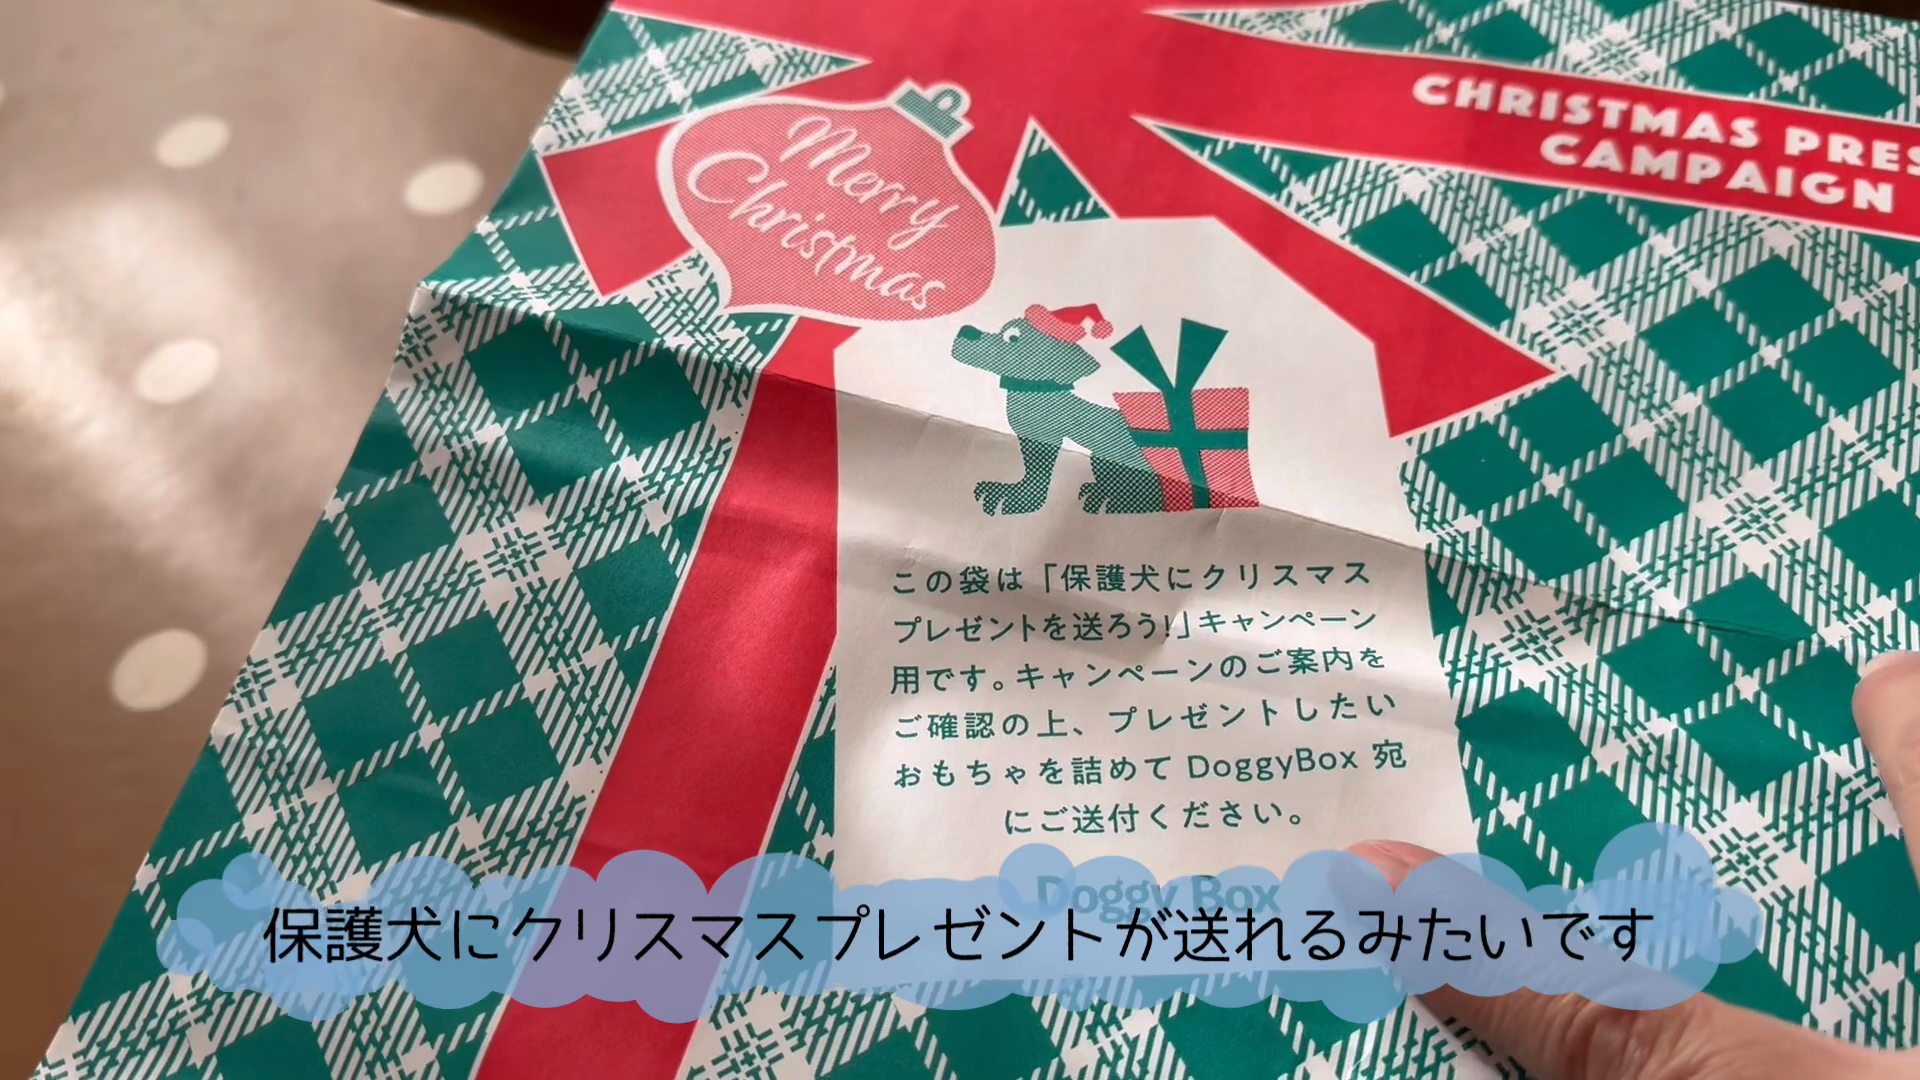 CHRISTMAS PRES
CAMPAIGN
Merry
Christmas
この袋は「保護犬にクリスマス
プレゼントを送ろう!」キャンペーン
用です。キャンペーンのご案内を
ご確認の上、プレゼントしたい
おもちゃを詰めて DoggyBox 宛
にご送付ください。
Doggy Box
保護犬にクリスマスプレゼントが送れるみたいです